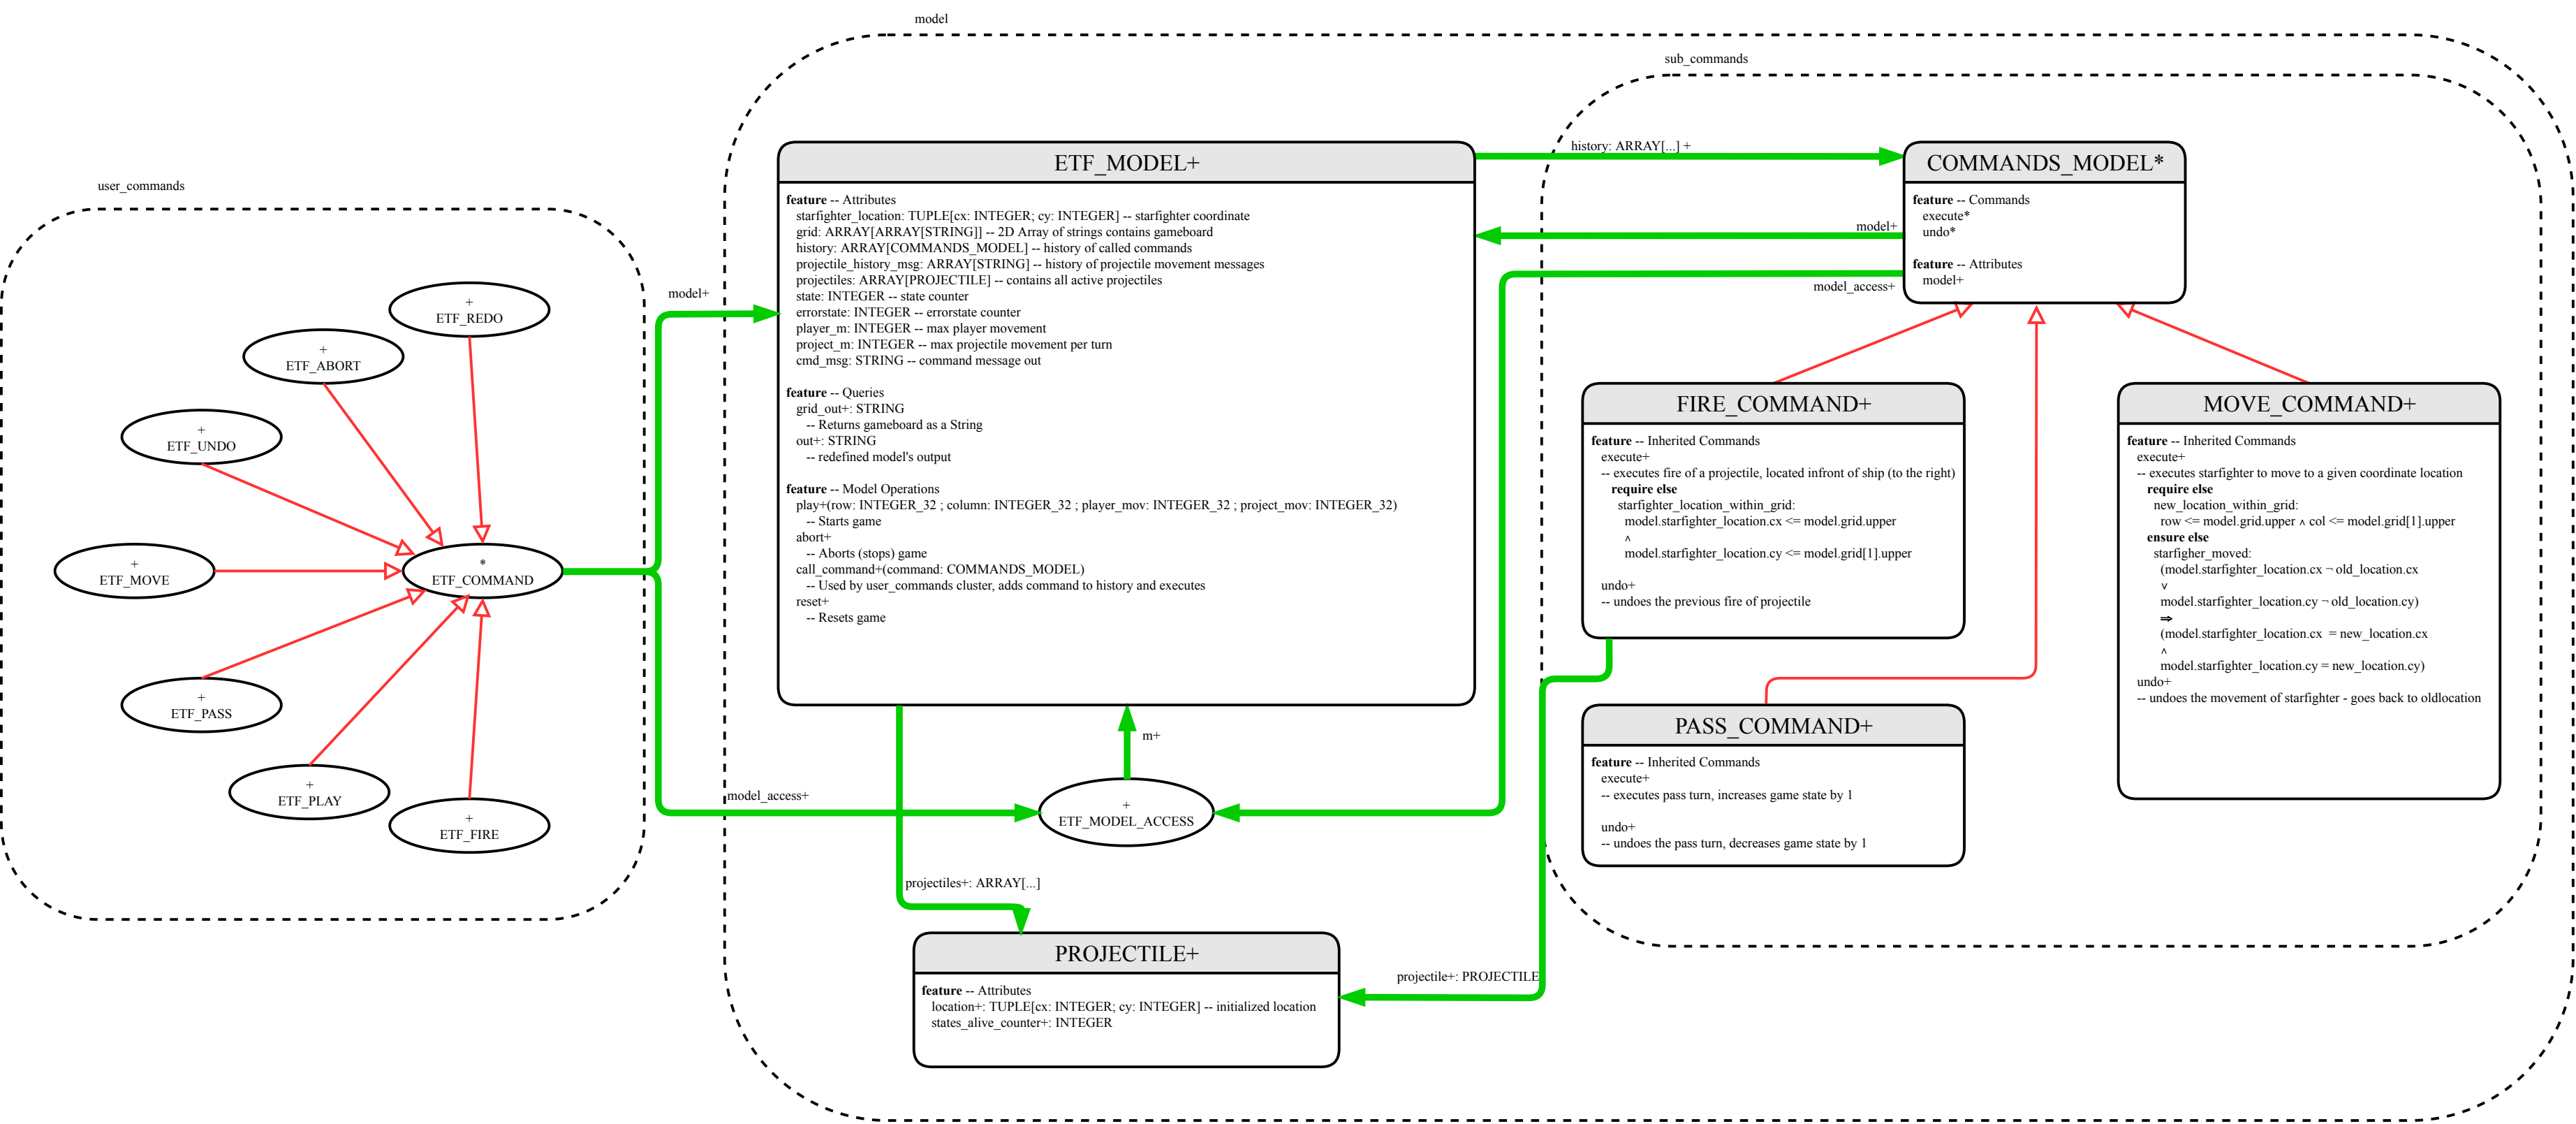 model
sub_commands
user_commands
+
ETF_REDO
+
ETF_ABORT
+
ETF_UNDO
+
ETF_MOVE
*
ETF_COMMAND
+
ETF_PASS
+
ETF_PLAY
+
ETF_FIRE
model+
model_access+
ETF_MODEL+
feature -- Attributes
starfighter_location: TUPLE[cx: INTEGER; cy: INTEGER] -- starfighter coordinate
grid: ARRAY[ARRAY[STRING]] -- 2D Array of strings contains gameboard
history: ARRAY[COMMANDS_MODEL] -- history of called commands
projectile_history_msg: ARRAY[STRING] -- history of projectile movement messages
projectiles: ARRAY[PROJECTILE] -- contains all active projectiles
state: INTEGER -- state counter
errorstate: INTEGER -- errorstate counter
player_m: INTEGER -- max player movement
project_m: INTEGER -- max projectile movement per turn
cmd_msg: STRING -- command message out
feature -- Queries
grid_out+: STRING
-- Returns gameboard as a String
out+: STRING
-- redefined model's output
feature -- Model Operations
play+(row: INTEGER_32 ; column: INTEGER_32 ; player_mov: INTEGER_32 ; project_mov: INTEGER_32)
-- Starts game
abort+
-- Aborts (stops) game
call_command+(command: COMMANDS_MODEL)
-- Used by user_commands cluster, adds command to history and executes
reset+
-- Resets game
m+
+
ETF_MODEL_ACCESS
projectiles+: ARRAY[...]
PROJECTILE+
feature -- Attributes
location+: TUPLE[cx: INTEGER; cy: INTEGER] -- initialized location
states_alive_counter+: INTEGER
projectile+: PROJECTILE
history: ARRAY[...] +
model+
model_access+
COMMANDS_MODEL*
feature -- Commands
execute*
undo*
feature -- Attributes
model+
FIRE_COMMAND+
feature -- Inherited Commands
execute+
-- executes fire of a projectile, located infront of ship (to the right)
require else
starfighter_location_within_grid:
model.starfighter_location.cx <= model.grid.upper
^
model.starfighter_location.cy <= model.grid[1].upper
undo+
-- undoes the previous fire of projectile
PASS_COMMAND+
feature -- Inherited Commands
execute+
-- executes pass turn, increases game state by 1
undo+
-- undoes the pass turn, decreases game state by 1
MOVE_COMMAND+
feature -- Inherited Commands
execute+
-- executes starfighter to move to a given coordinate location
require else
new_location_within_grid:
row <= model.grid.upper ∧ col <= model.grid[1].upper
ensure else
starfigher_moved:
(model.starfighter_location.cx ¬ old_location.cx
∨
model.starfighter_location.cy ¬ old_location.cy)
⇒
(model.starfighter_location.cx = new_location.cx
∧
model.starfighter_location.cy = new_location.cy)
undo+
-- undoes the movement of starfighter - goes back to oldlocation